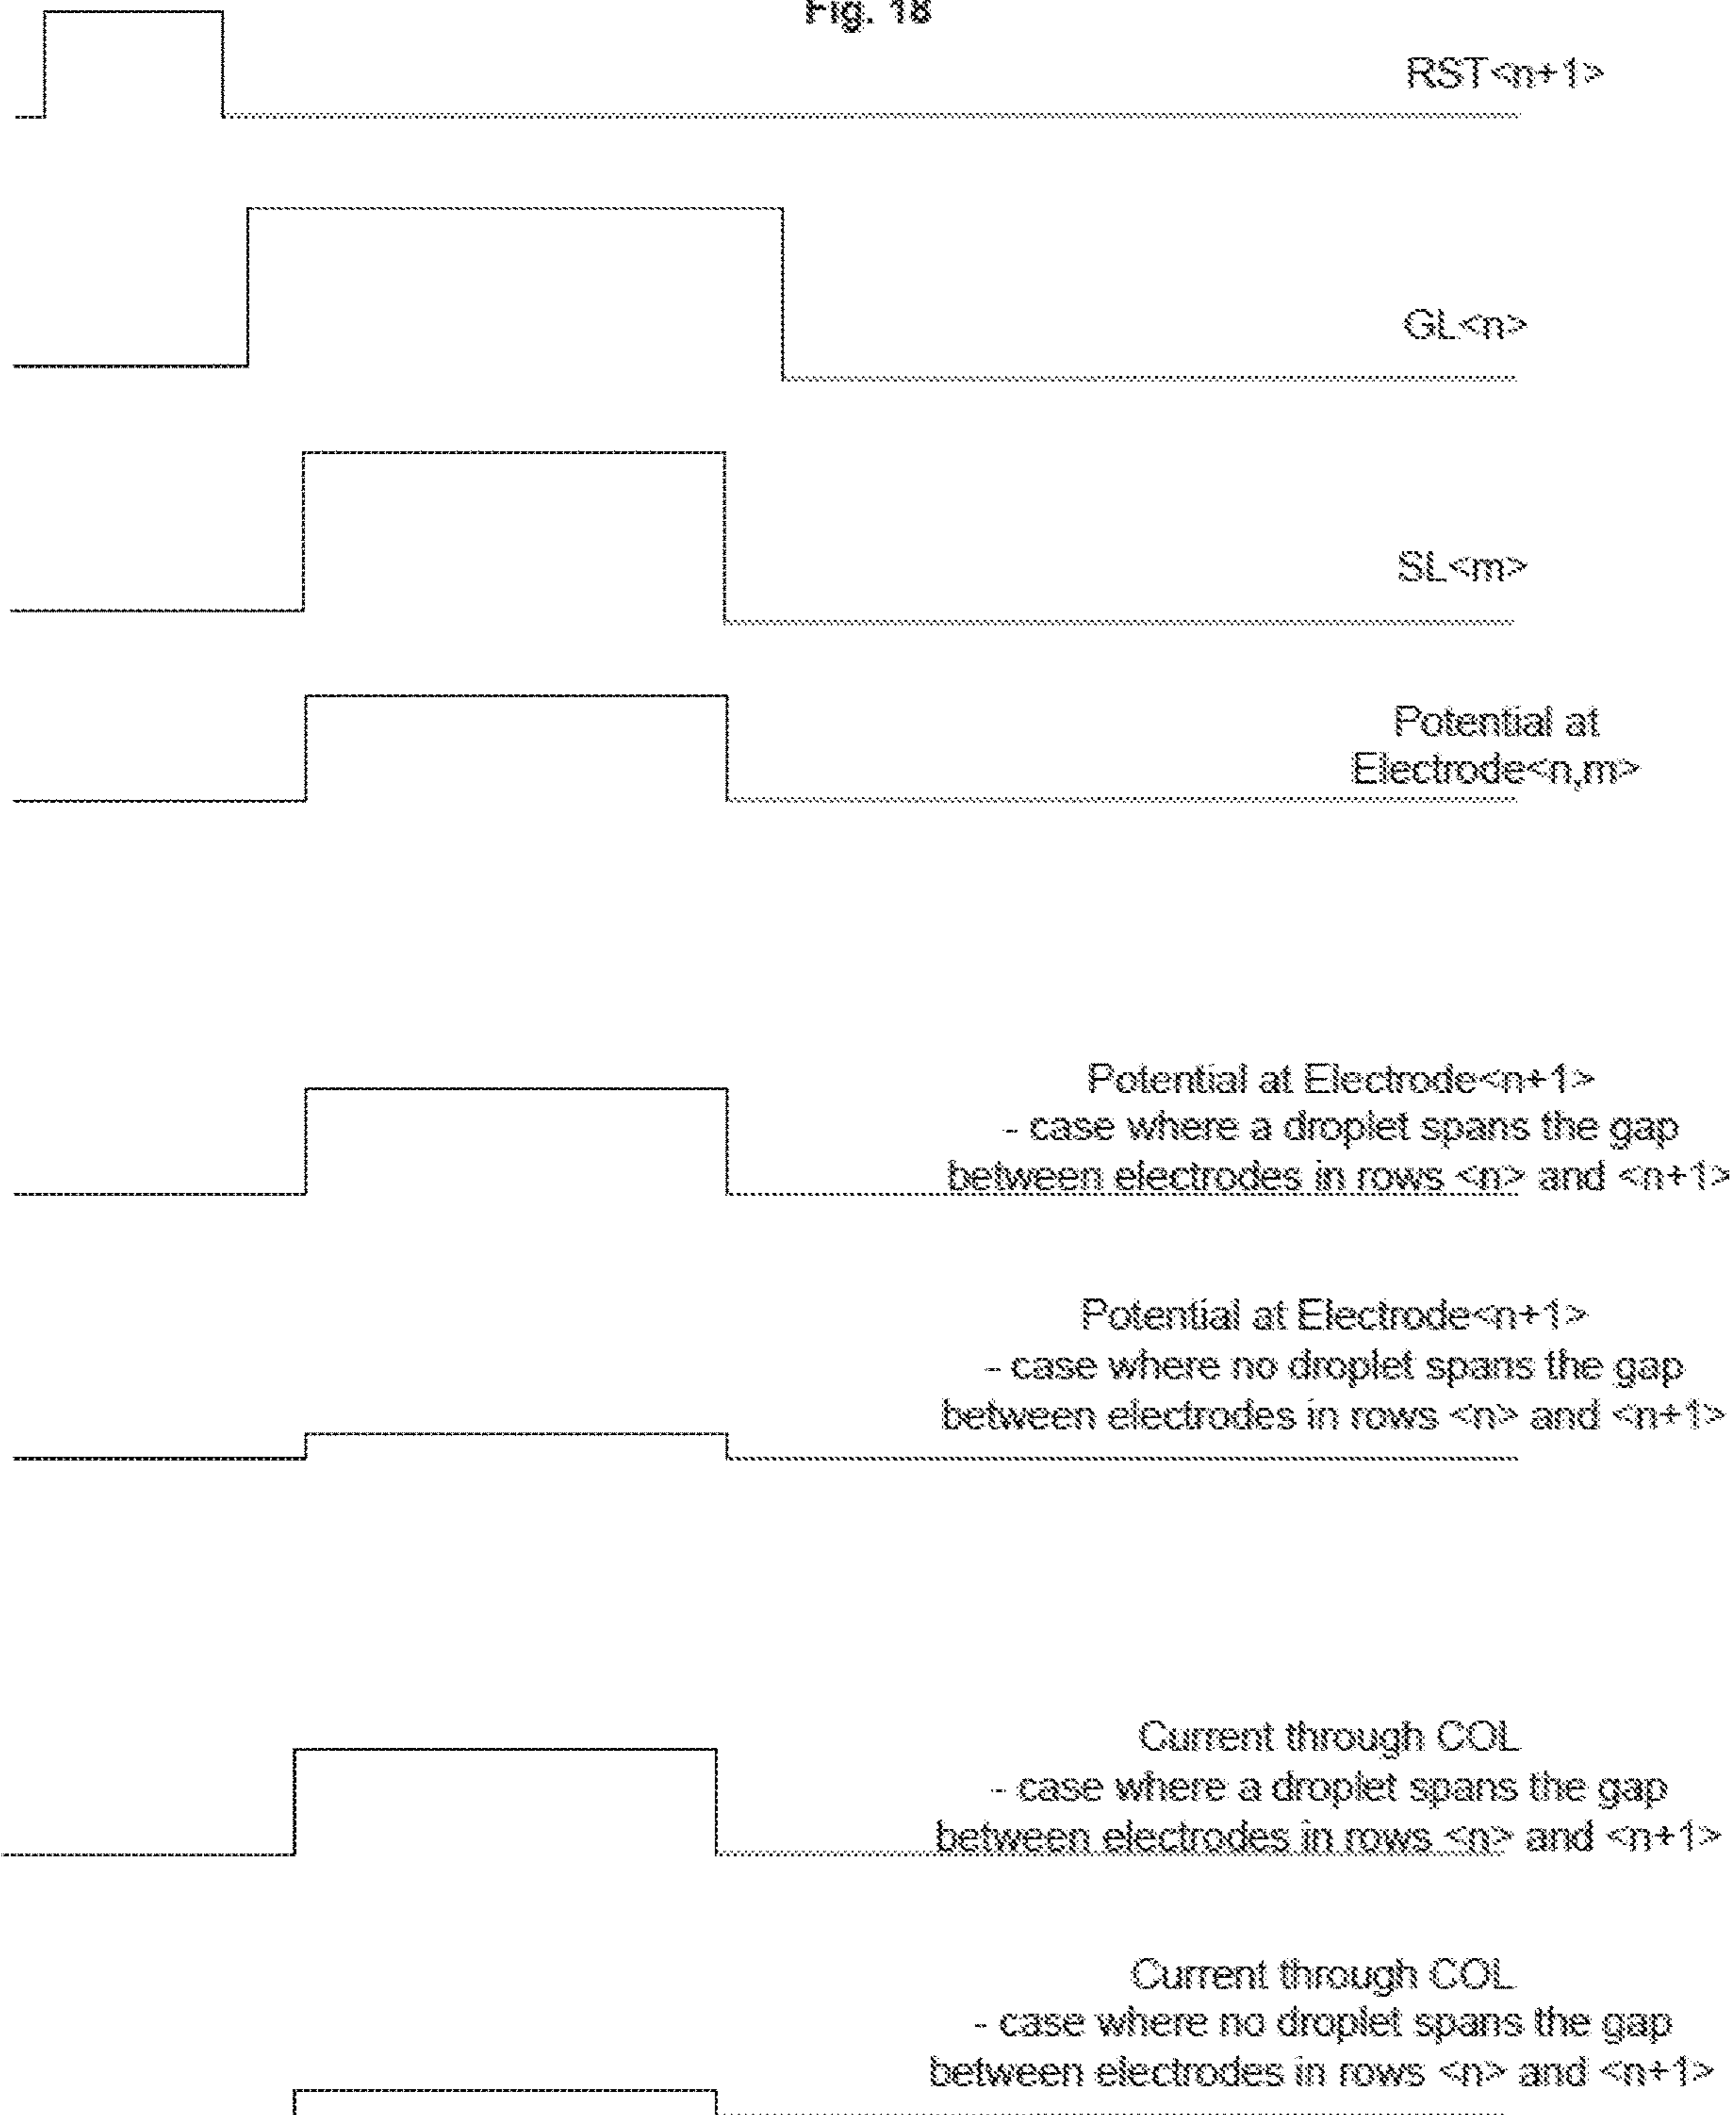 Fig. 18
RST<n+1>
GL<n>
SL<m>
Potential at
Electrode<n,m>
Potential at Electrode<n+1>
- case where a droplet spans the gap
between electrodes in rows <n> and <n+1>
Potential at Electrode<n+1>
- case where no droplet spans the gap
between electrodes in rows <n> and <n+1>
Current through COL
- case where a droplet spans the gap
between electrodes in rows <n> and <n+1>
Current through COL
- case where no droplet spans the gap
between electrodes in rows <n> and <n+1>